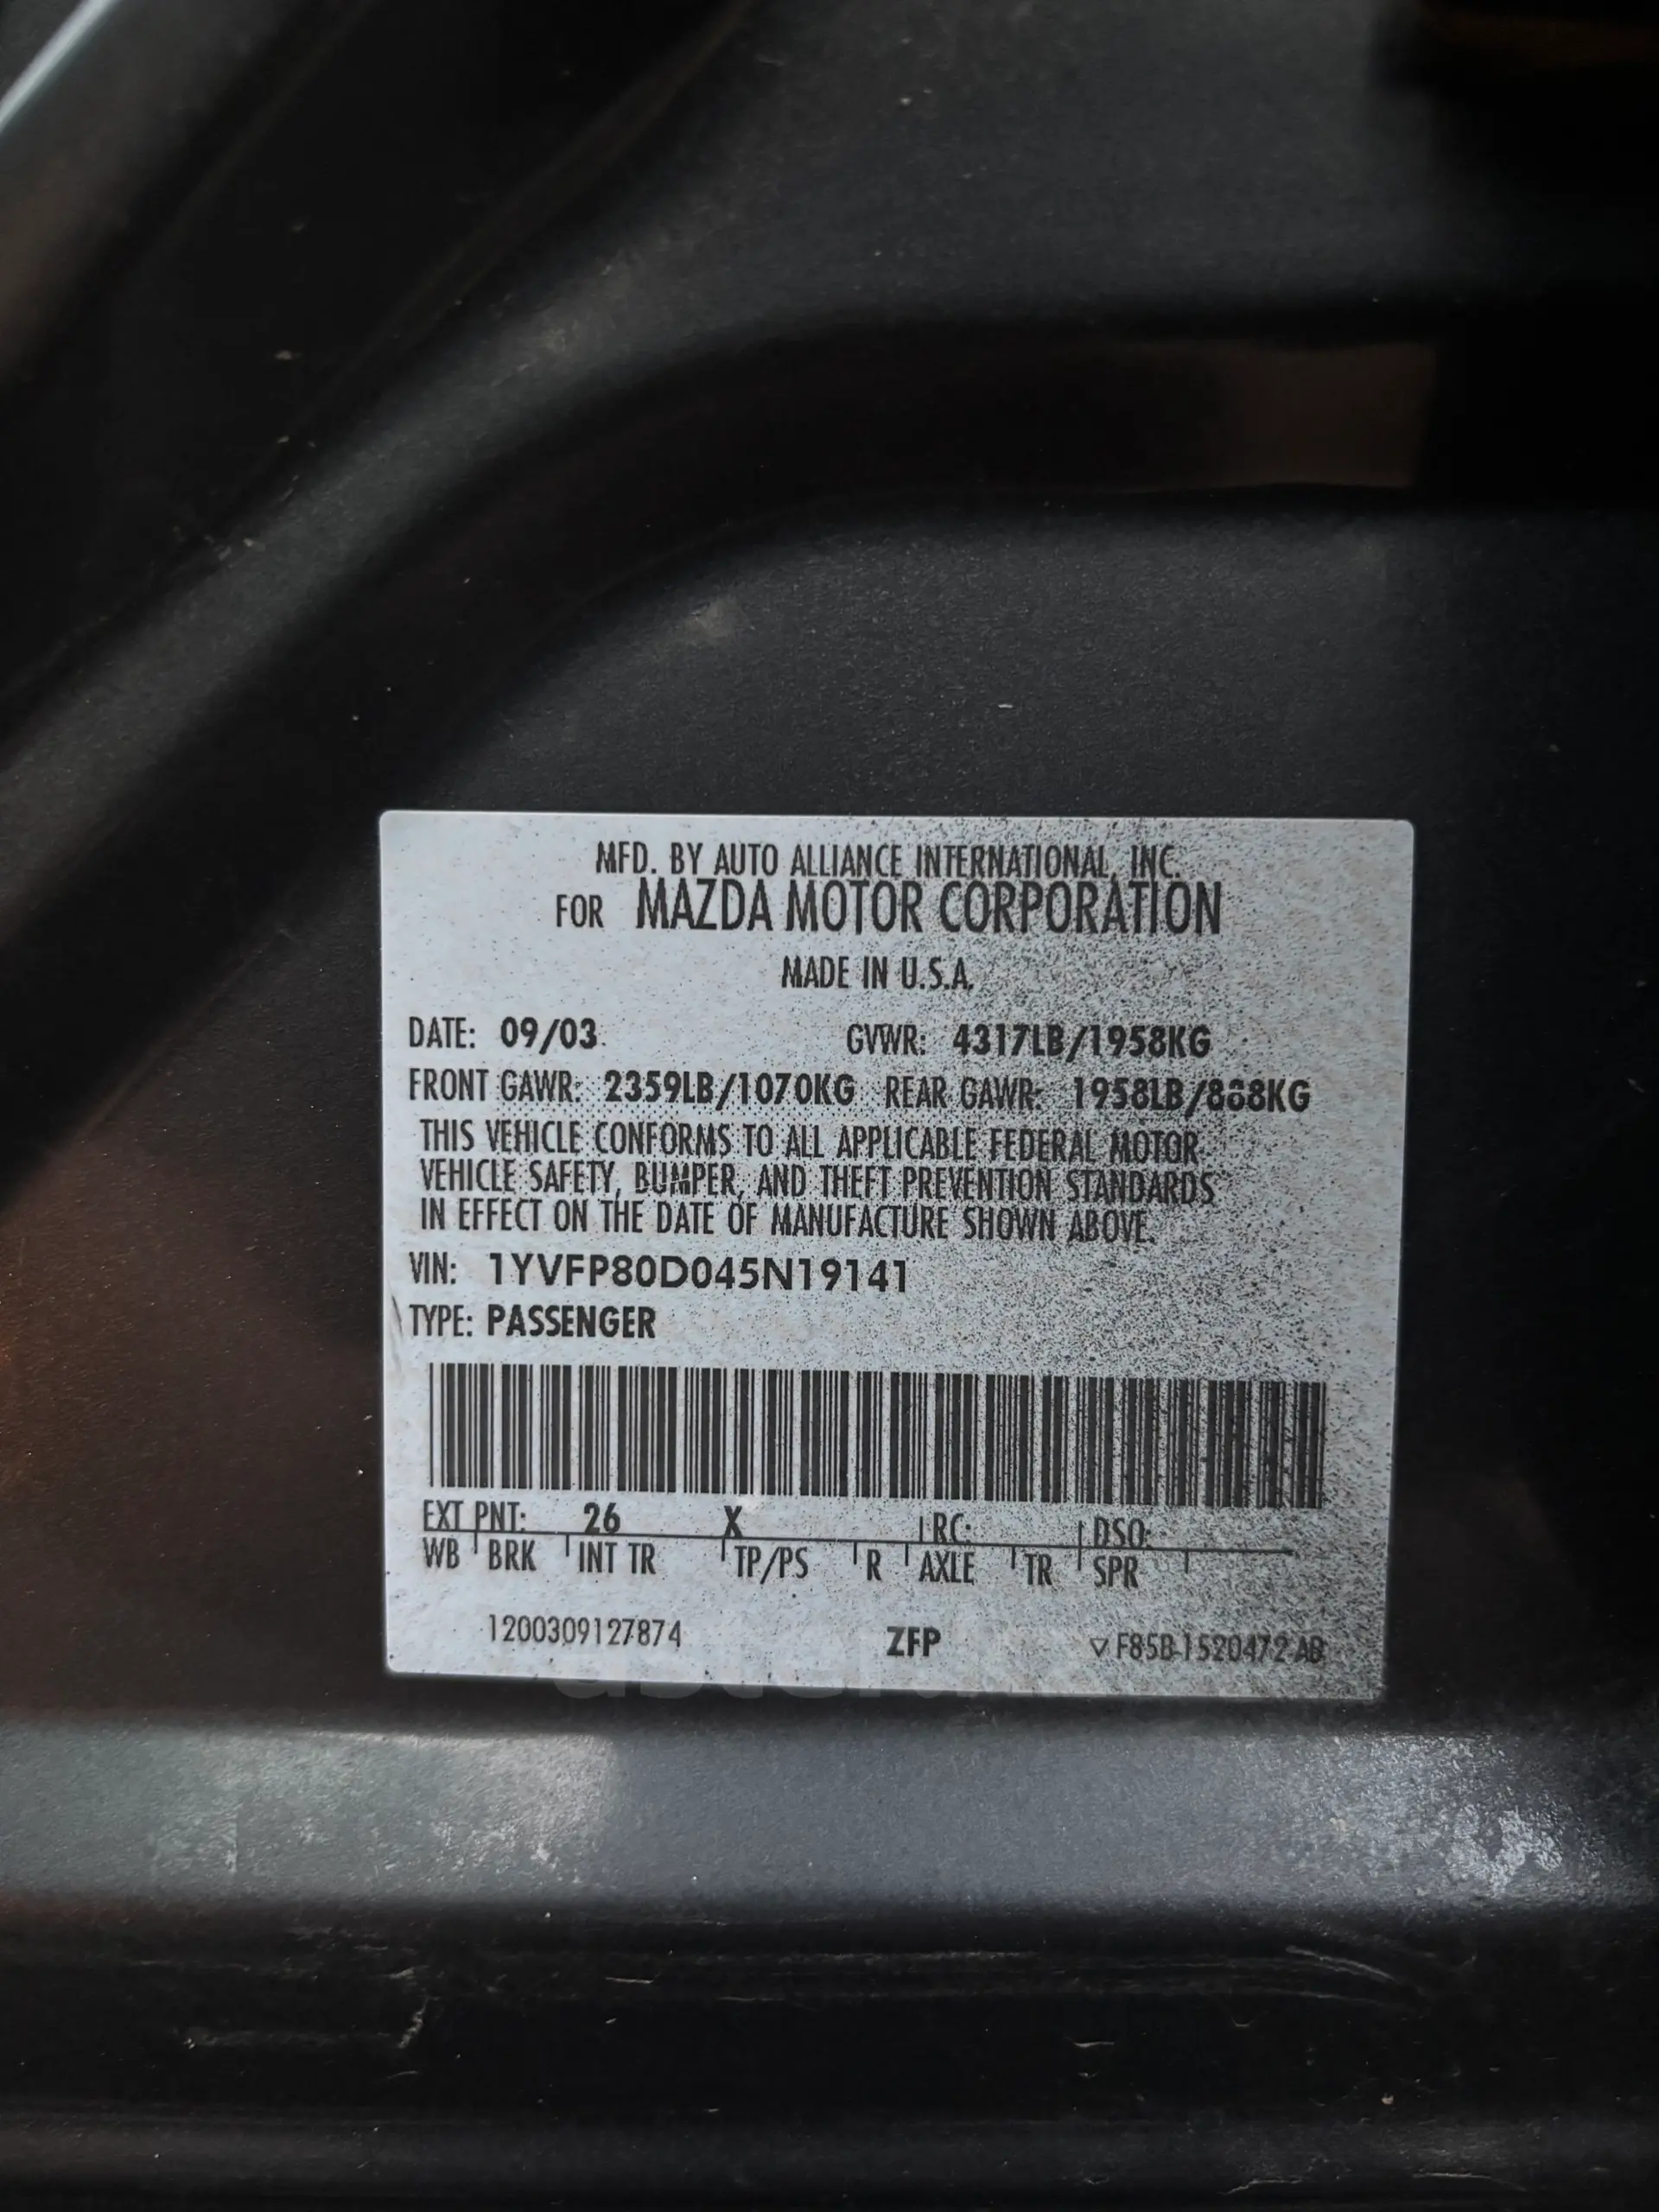 MFD. BY AUTO ALLIANCE INTERNATIONAL, INC.
FOR MAZDA MOTOR CORPORATION
MADE IN U.S.A.
DATE: 09/03 GVWR: 4317LB/1958KG
FRONT GAWR: 2359LB/1070KG REAR GAWR: 1958LB/888KG
THIS VEHICLE CONFORMS TO ALL APPLICABLE FEDERAL MOTOR
VEHICLE SAFETY, BUMPER, AND THEFT PREVENTION STANDARDS
IN EFFECT ON THE DATE OF MANUFACTURE SHOWN ABOVE.
VIN: 1YVFP80D045N19141
TYPE: PASSENGER
EXT PNT: 26 X RC: DSO:
WB BRK INT TR TP/PS R AXLE TR SPR
1200309127874 ZFP F85B-1520472-AB